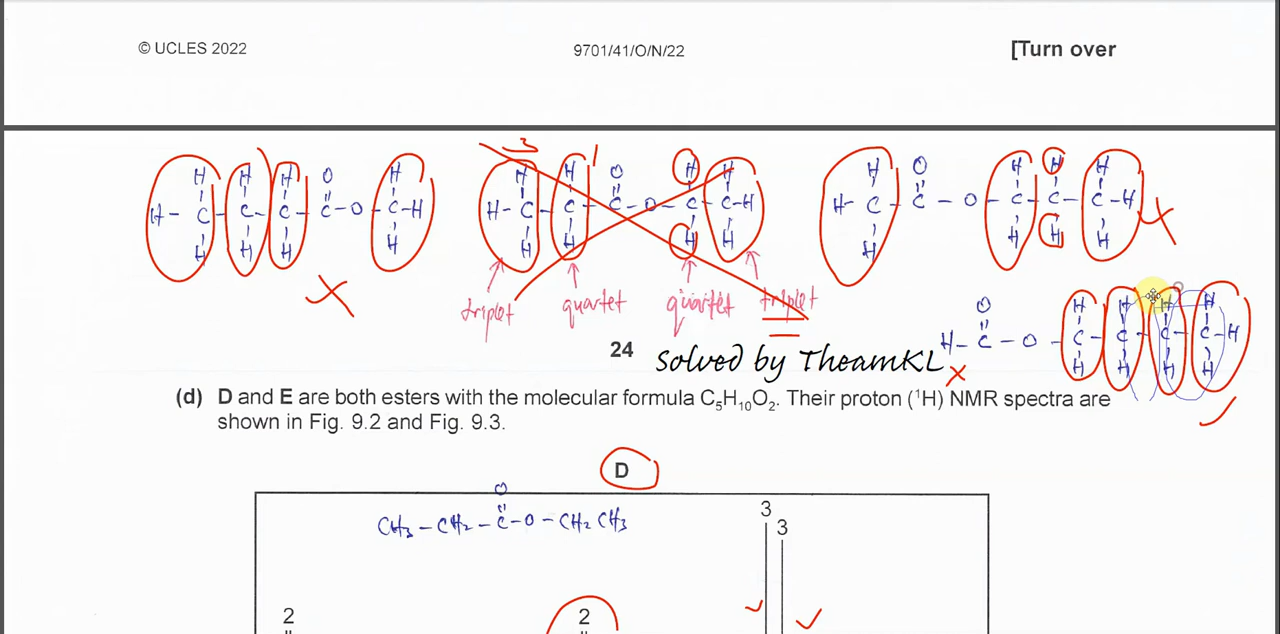 © UCLES 2022 9701/41/O/N/22 [Turn over
H H H O H
H - C - C - C - C - O - C - H
H H H H
3
H H O H H
H - C - C - C - O - C - C - H
H H H H
H O H H H
H - C - C - O - C - C - C - H
H H H H
triplet quartet quartet triplet
O H H H H
H - C - O - C - C - C - C - H
H H H H
24 Solved by TheamKL
(d) D and E are both esters with the molecular formula C₅H₁₀O₂. Their proton (¹H) NMR spectra are
shown in Fig. 9.2 and Fig. 9.3.
D
O
CH₃ - CH₂ - C - O - CH₂ CH₃
3
3
2 2